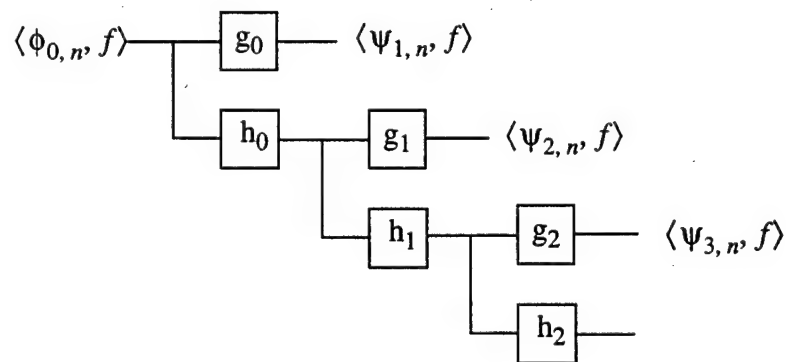 ⟨ϕ0, n, f⟩ g0 ⟨ψ1, n, f⟩
h0 g1 ⟨ψ2, n, f⟩
h1 g2 ⟨ψ3, n, f⟩
h2